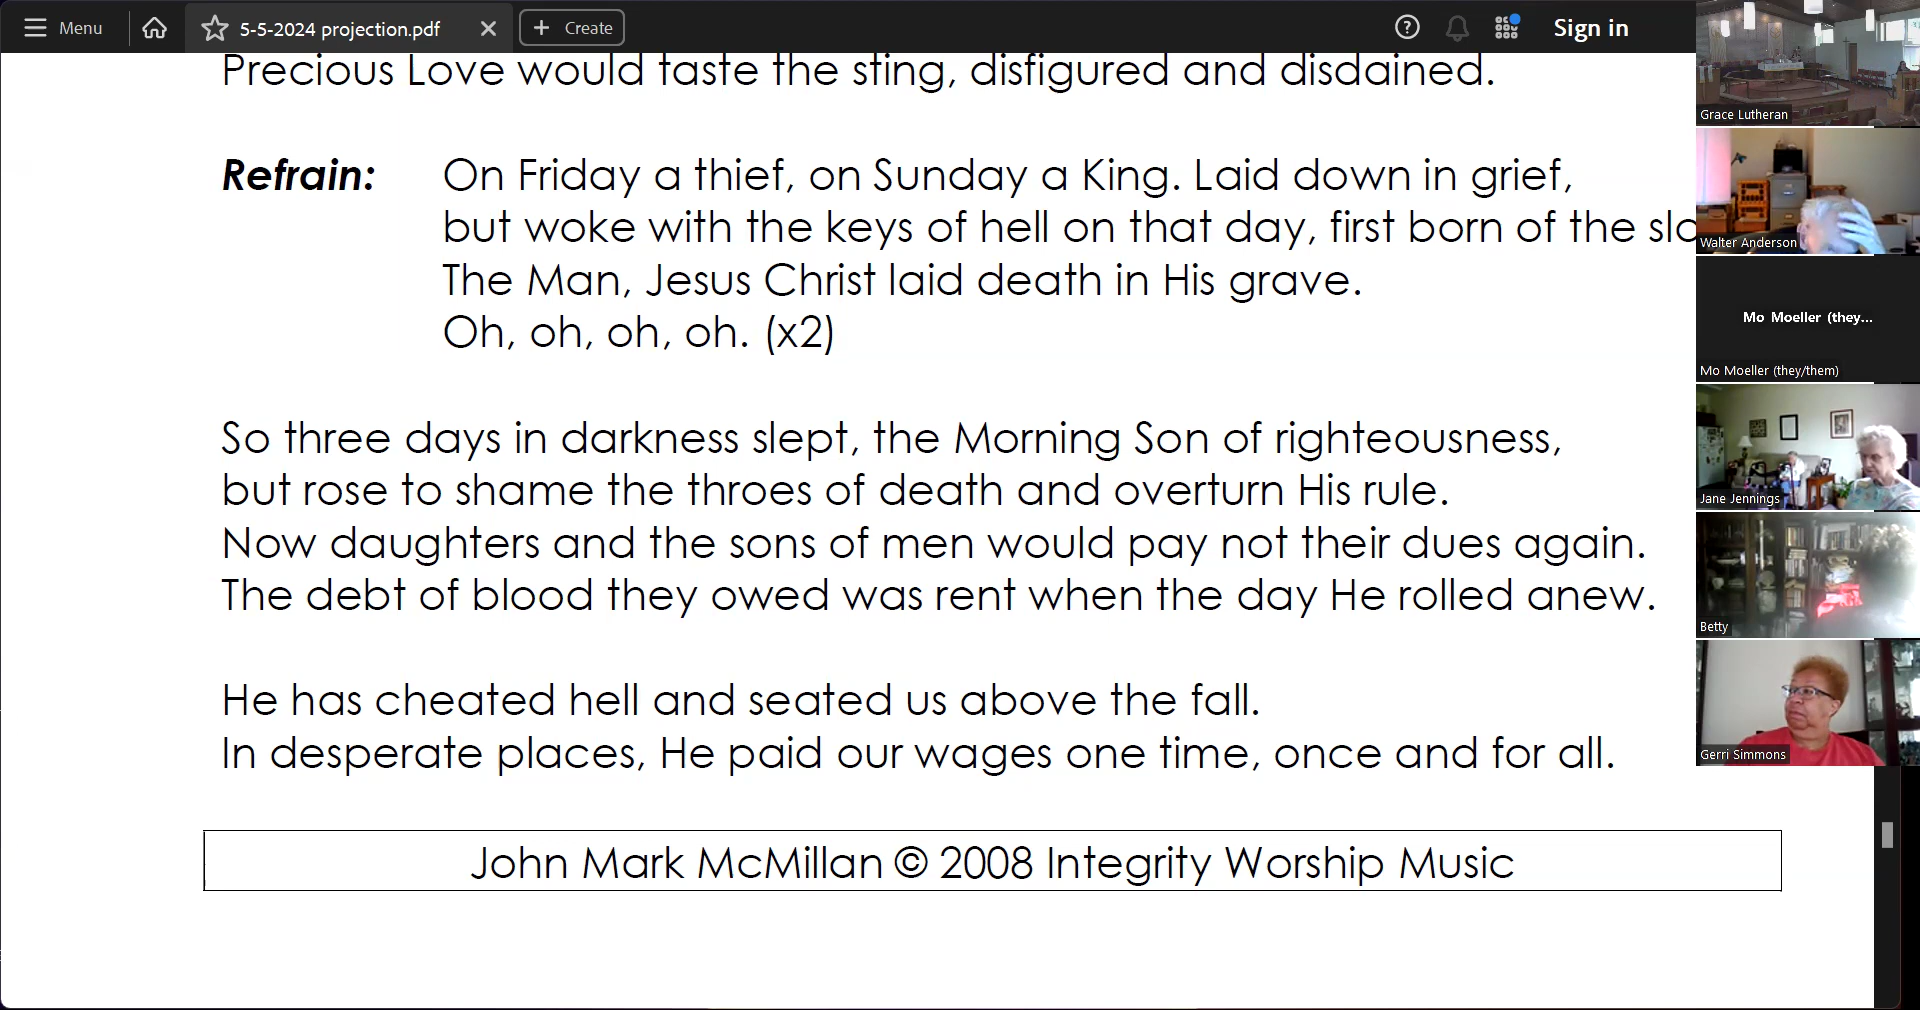 Menu
5-5-2024 projection.pdf
Create
Sign in
Precious Love would taste the sting, disfigured and disdained.
Refrain: On Friday a thief, on Sunday a King. Laid down in grief,
but woke with the keys of hell on that day, first born of the sla
The Man, Jesus Christ laid death in His grave.
Oh, oh, oh, oh. (x2)
So three days in darkness slept, the Morning Son of righteousness,
but rose to shame the throes of death and overturn His rule.
Now daughters and the sons of men would pay not their dues again.
The debt of blood they owed was rent when the day He rolled anew.
He has cheated hell and seated us above the fall.
In desperate places, He paid our wages one time, once and for all.
John Mark McMillan © 2008 Integrity Worship Music
Grace Lutheran
Walter Anderson
Mo Moeller (they...
Mo Moeller (they/them)
Jane Jennings
Betty
Gerri Simmons